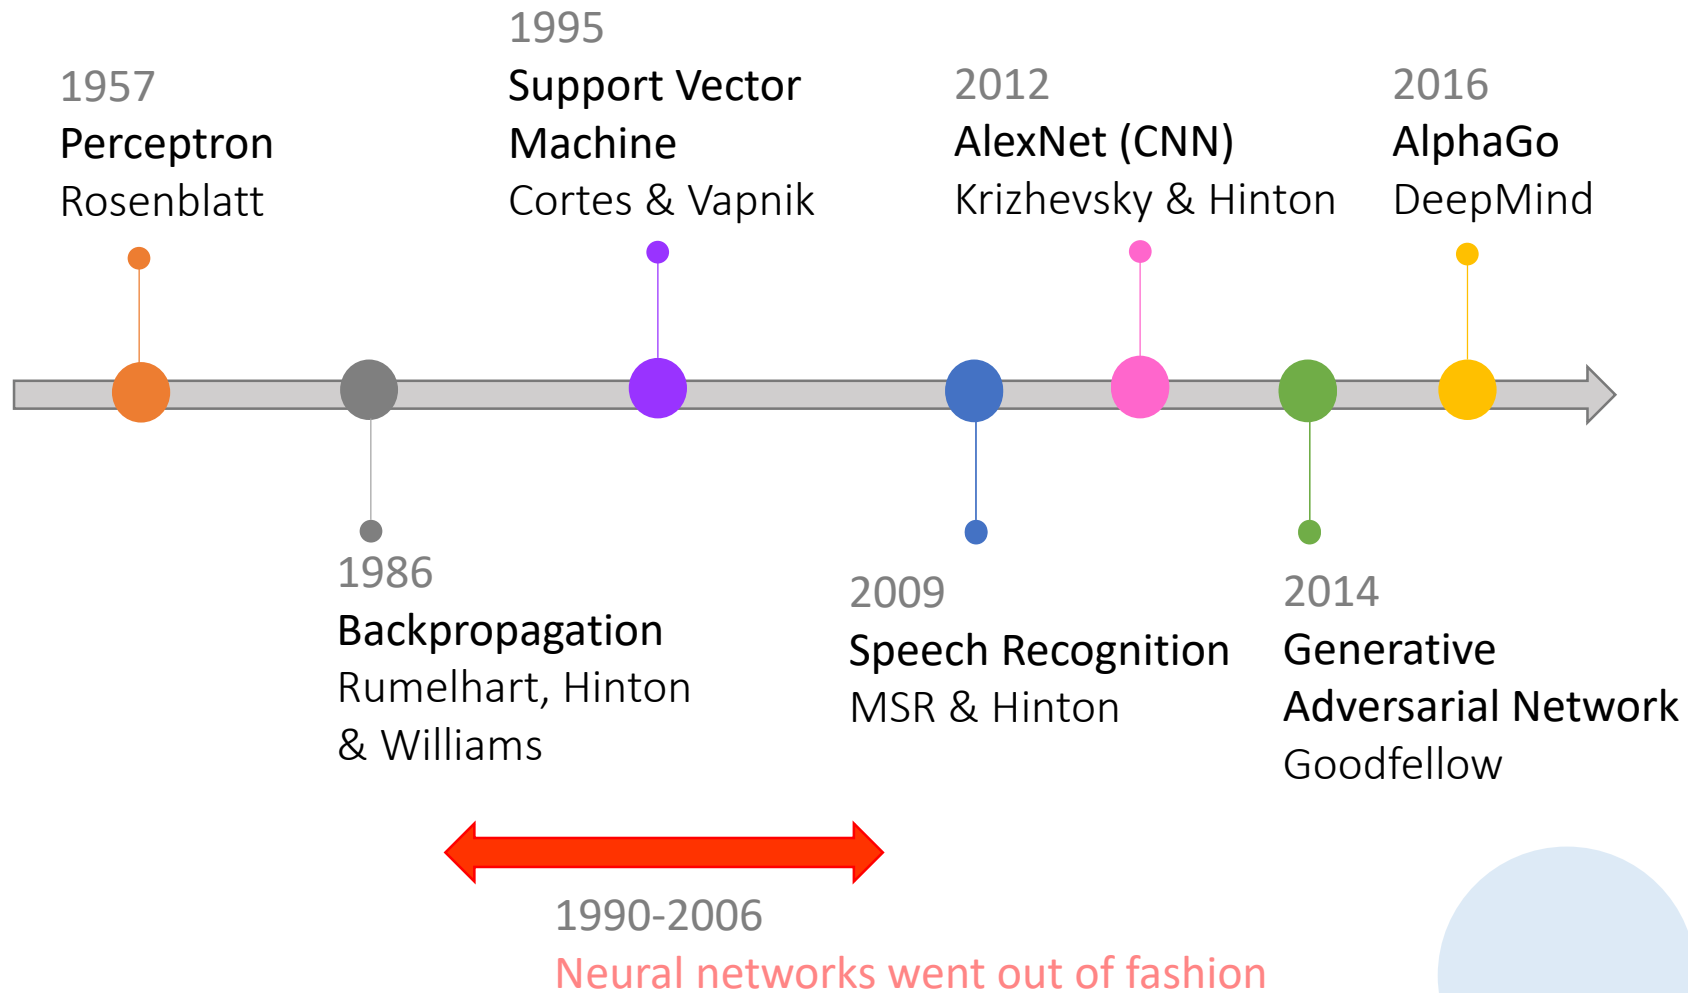 1957
Perceptron
Rosenblatt
1995
Support Vector
Machine
Cortes & Vapnik
2012
AlexNet (CNN)
Krizhevsky & Hinton
2016
AlphaGo
DeepMind
1986
Backpropagation
Rumelhart, Hinton
& Williams
2009
Speech Recognition
MSR & Hinton
2014
Generative
Adversarial Network
Goodfellow
1990-2006
Neural networks went out of fashion